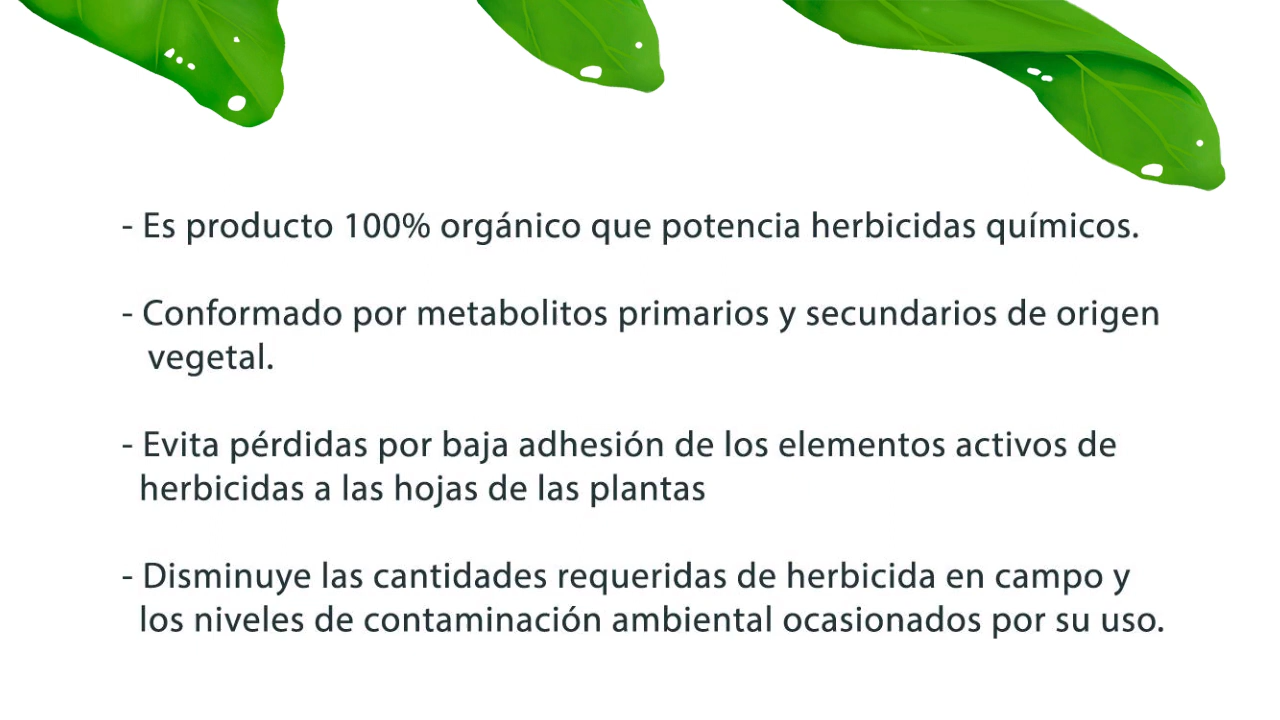 - Es producto 100% orgánico que potencia herbicidas químicos.
- Conformado por metabolitos primarios y secundarios de origen
vegetal.
- Evita pérdidas por baja adhesión de los elementos activos de
herbicidas a las hojas de las plantas
- Disminuye las cantidades requeridas de herbicida en campo y
los niveles de contaminación ambiental ocasionados por su uso.